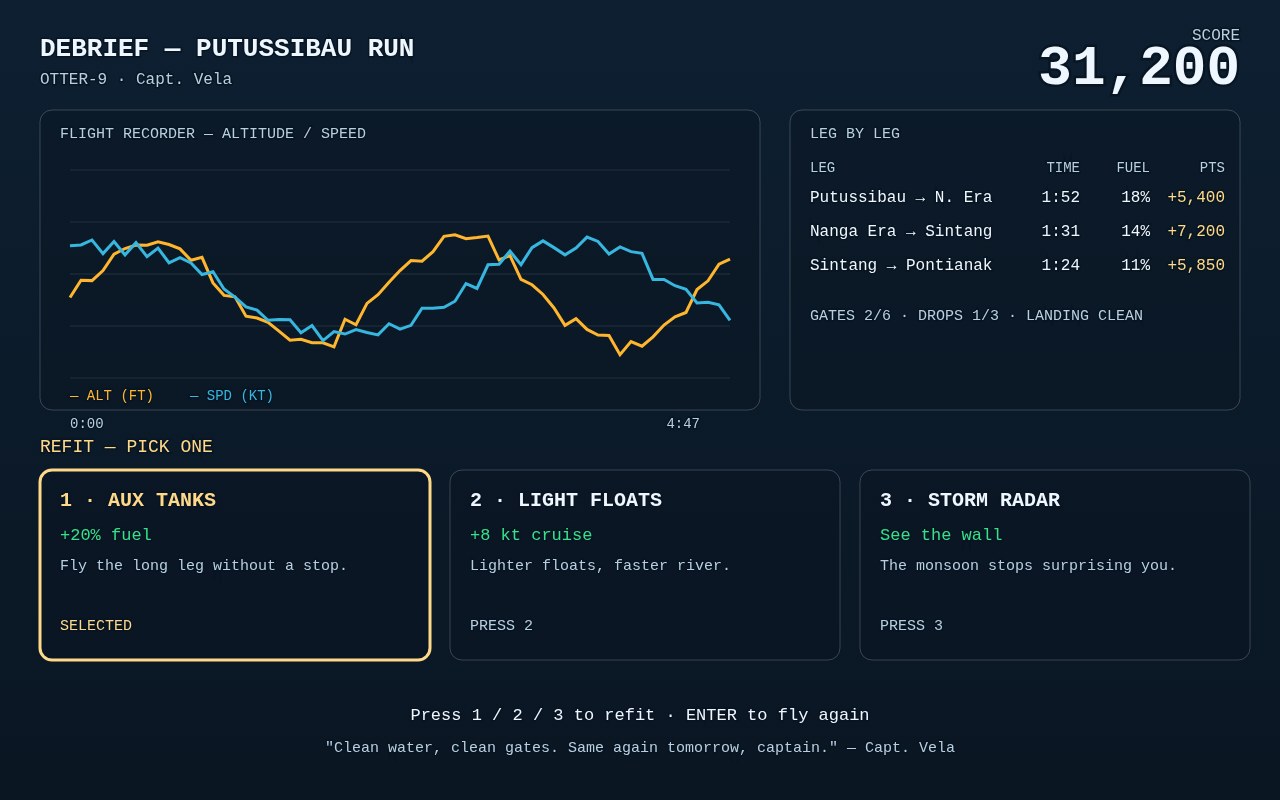 DEBRIEF — PUTUSSIBAU RUN
OTTER-9 · Capt. Vela
SCORE
31,200
FLIGHT RECORDER — ALTITUDE / SPEED
— ALT (FT) — SPD (KT)
0:00 4:47
LEG BY LEG
LEG TIME FUEL PTS
Putussibau → N. Era 1:52 18% +5,400
Nanga Era → Sintang 1:31 14% +7,200
Sintang → Pontianak 1:24 11% +5,850
GATES 2/6 · DROPS 1/3 · LANDING CLEAN
REFIT — PICK ONE
1 · AUX TANKS
+20% fuel
Fly the long leg without a stop.
SELECTED
2 · LIGHT FLOATS
+8 kt cruise
Lighter floats, faster river.
PRESS 2
3 · STORM RADAR
See the wall
The monsoon stops surprising you.
PRESS 3
Press 1 / 2 / 3 to refit · ENTER to fly again
"Clean water, clean gates. Same again tomorrow, captain." — Capt. Vela